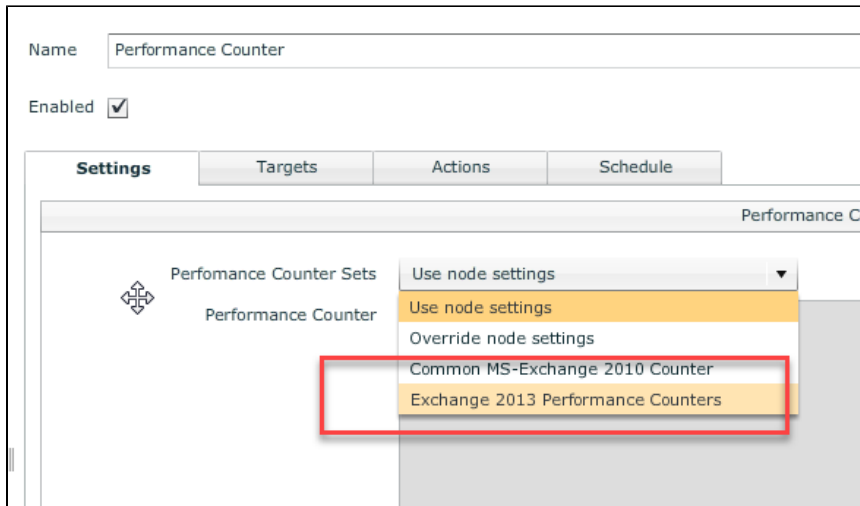 Name Performance Counter
Enabled
Settings Targets Actions Schedule
Performance C
Perfomance Counter Sets Use node settings
Performance Counter Use node settings
Override node settings
Common MS-Exchange 2010 Counter
Exchange 2013 Performance Counters